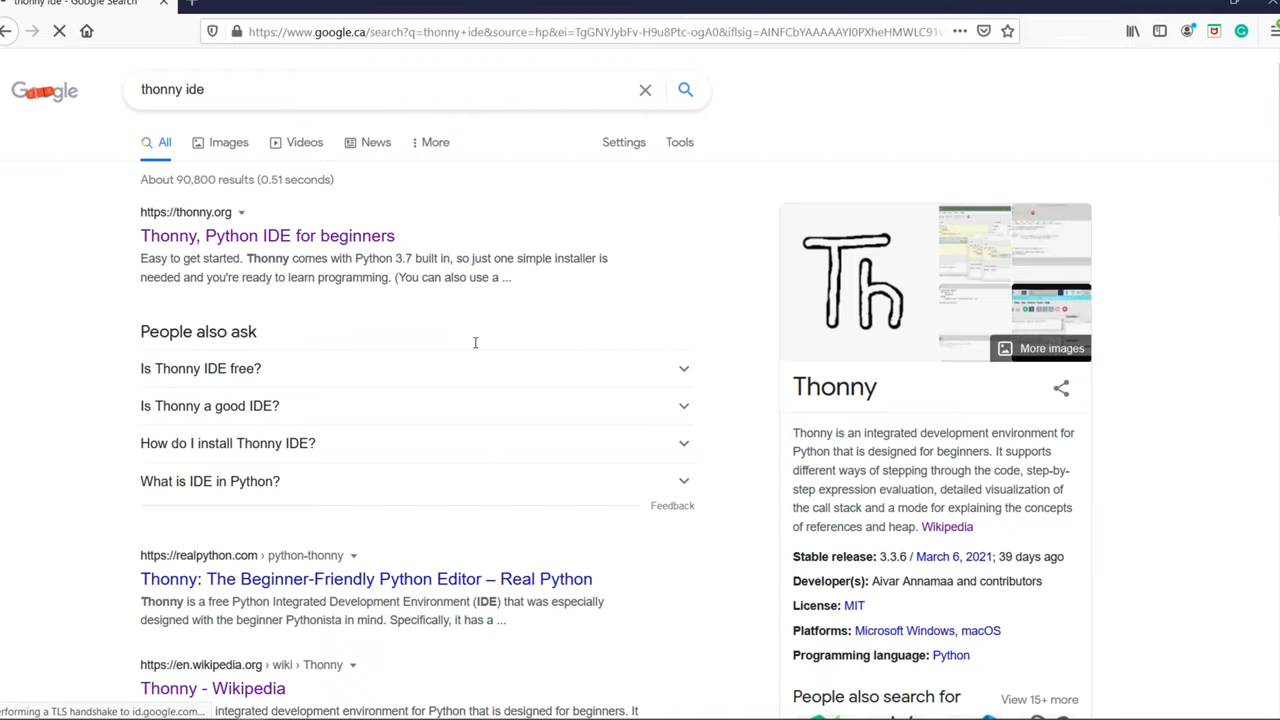 thonny ide - Google Search
https://www.google.ca/search?q=thonny+ide&source=hp&ei=TgGNYJybFv-H9u8Ptc-ogA0&iflsig=AINFCbYAAAAAYI0PXheHMWLC91v
Google
thonny ide
All Images Videos News More Settings Tools
About 90,800 results (0.51 seconds)
https://thonny.org
Thonny, Python IDE for beginners
Easy to get started. Thonny comes with Python 3.7 built in, so just one simple installer is
needed and you're ready to learn programming. (You can also use a ...
People also ask
Is Thonny IDE free?
Is Thonny a good IDE?
How do I install Thonny IDE?
What is IDE in Python?
Feedback
https://realpython.com › python-thonny
Thonny: The Beginner-Friendly Python Editor – Real Python
Thonny is a free Python Integrated Development Environment (IDE) that was especially
designed with the beginner Pythonista in mind. Specifically, it has a ...
https://en.wikipedia.org › wiki › Thonny
Thonny - Wikipedia
integrated development environment for Python that is designed for beginners. It
erforming a TLS handshake to id.google.com...
Th
More images
Thonny
Thonny is an integrated development environment for
Python that is designed for beginners. It supports
different ways of stepping through the code, step-by-
step expression evaluation, detailed visualization of
the call stack and a mode for explaining the concepts
of references and heap. Wikipedia
Stable release: 3.3.6 / March 6, 2021; 39 days ago
Developer(s): Aivar Annamaa and contributors
License: MIT
Platforms: Microsoft Windows, macOS
Programming language: Python
People also search for
View 15+ more